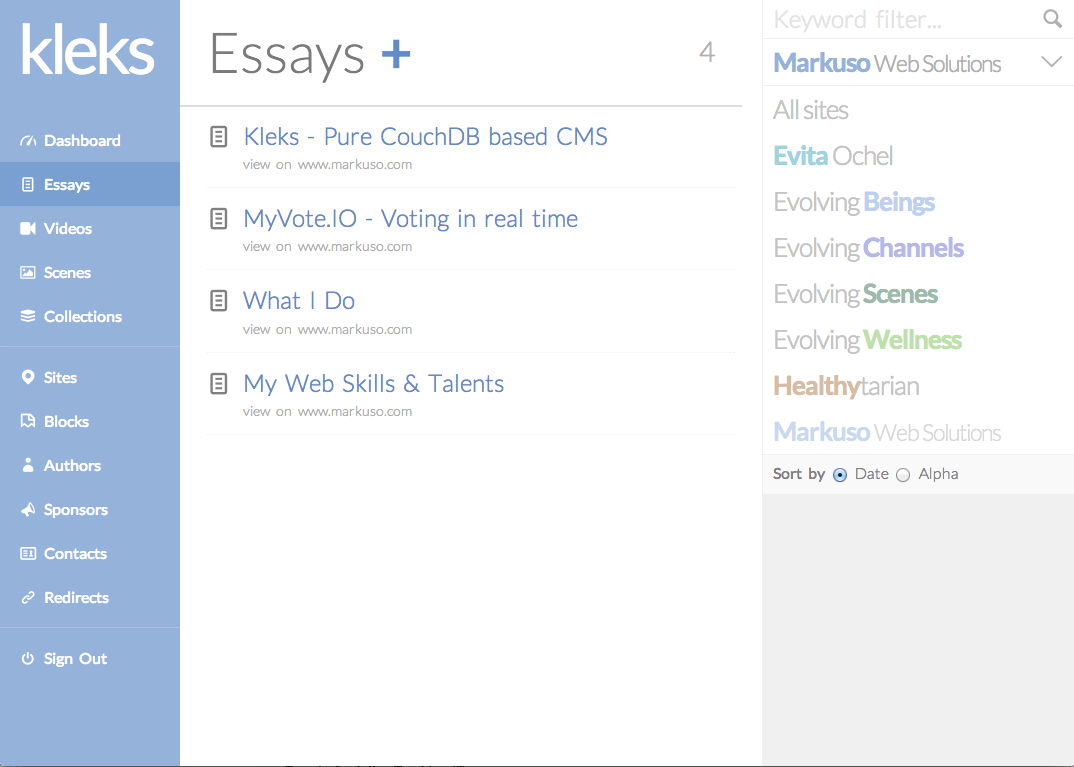 kleks
Dashboard
Essays
Videos
Scenes
Collections
Sites
Blocks
Authors
Sponsors
Contacts
Redirects
Sign Out
Essays +
4
Kleks - Pure CouchDB based CMS
view on www.markuso.com
MyVote.IO - Voting in real time
view on www.markuso.com
What I Do
view on www.markuso.com
My Web Skills & Talents
view on www.markuso.com
Keyword filter...
Markuso Web Solutions
All sites
Evita Ochel
Evolving Beings
Evolving Channels
Evolving Scenes
Evolving Wellness
Healthytarian
Markuso Web Solutions
Sort by Date Alpha